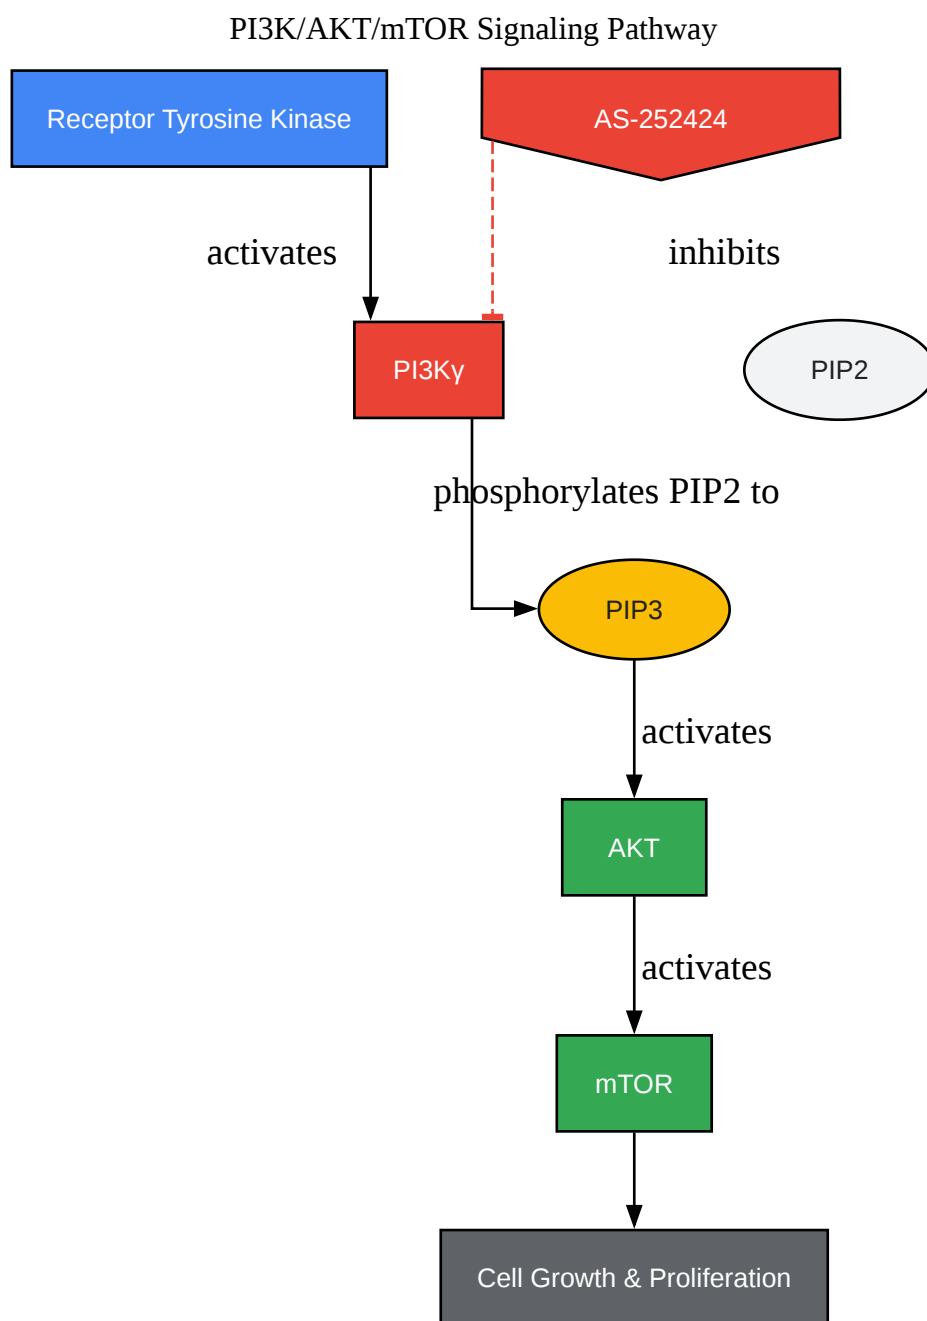 PI3K/AKT/mTOR Signaling Pathway
Receptor Tyrosine Kinase
AS-252424
activates
inhibits
PI3Kγ
PIP2
phosphorylates PIP2 to
PIP3
activates
AKT
activates
mTOR
Cell Growth & Proliferation